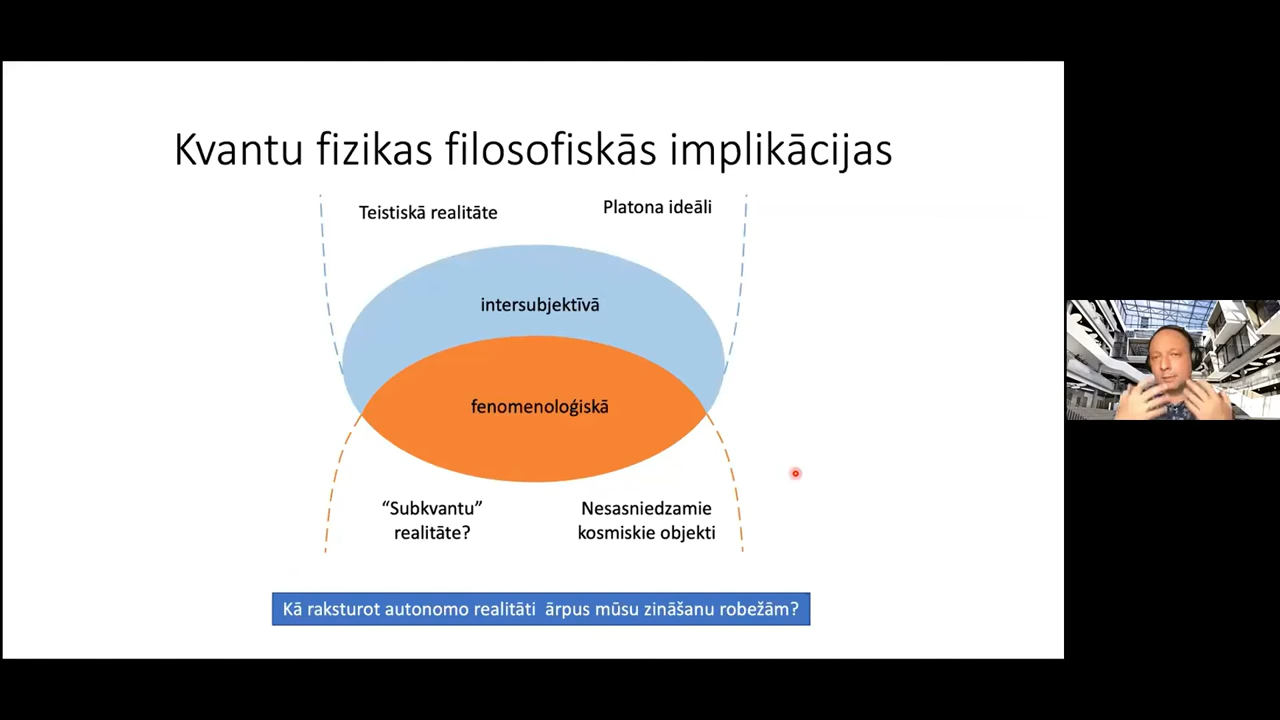 Kvantu fizikas filosofiskās implikācijas
Teistiskā realitāte
Platona ideāli
intersubjektīvā
fenomenoloģiskā
“Subkvantu”
realitāte?
Nesasniedzamie
kosmiskie objekti
Kā raksturot autonomo realitāti ārpus mūsu zināšanu robežām?